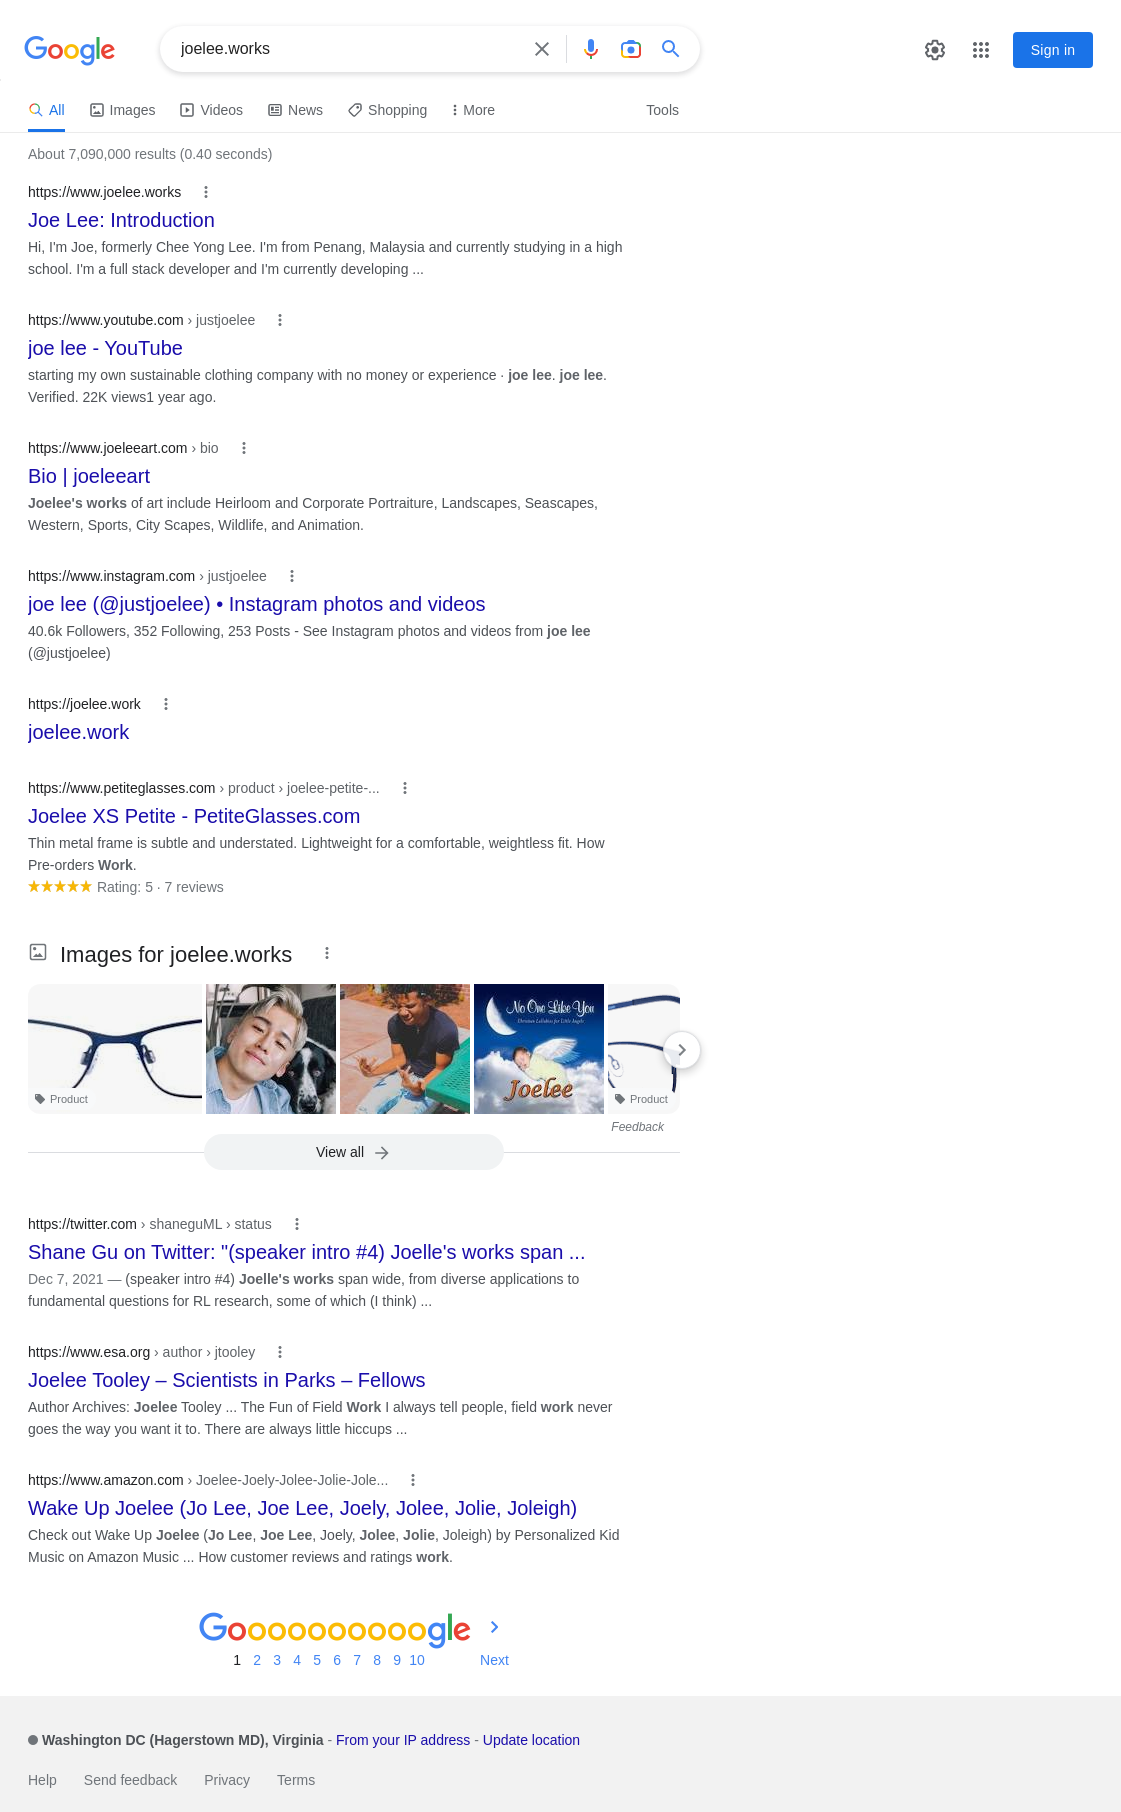 Google
joelee.works
Sign in
All
Images
Videos
News
Shopping
More
Tools
About 7,090,000 results (0.40 seconds)
https://www.joelee.works
Joe Lee: Introduction
Hi, I'm Joe, formerly Chee Yong Lee. I'm from Penang, Malaysia and currently studying in a high
school. I'm a full stack developer and I'm currently developing ...
https://www.youtube.com › justjoelee
joe lee - YouTube
starting my own sustainable clothing company with no money or experience · joe lee. joe lee.
Verified. 22K views1 year ago.
https://www.joeleeart.com › bio
Bio | joeleeart
Joelee's works of art include Heirloom and Corporate Portraiture, Landscapes, Seascapes,
Western, Sports, City Scapes, Wildlife, and Animation.
https://www.instagram.com › justjoelee
joe lee (@justjoelee) • Instagram photos and videos
40.6k Followers, 352 Following, 253 Posts - See Instagram photos and videos from joe lee
(@justjoelee)
https://joelee.work
joelee.work
https://www.petiteglasses.com › product › joelee-petite-...
Joelee XS Petite - PetiteGlasses.com
Thin metal frame is subtle and understated. Lightweight for a comfortable, weightless fit. How
Pre-orders Work.
Rating: 5 · 7 reviews
Images for joelee.works
No One Like You
Christian Lullabies for Little Angels
Joelee
Product
Product
Feedback
View all
https://twitter.com › shaneguML › status
Shane Gu on Twitter: "(speaker intro #4) Joelle's works span ...
Dec 7, 2021 — (speaker intro #4) Joelle's works span wide, from diverse applications to
fundamental questions for RL research, some of which (I think) ...
https://www.esa.org › author › jtooley
Joelee Tooley – Scientists in Parks – Fellows
Author Archives: Joelee Tooley ... The Fun of Field Work I always tell people, field work never
goes the way you want it to. There are always little hiccups ...
https://www.amazon.com › Joelee-Joely-Jolee-Jolie-Jole...
Wake Up Joelee (Jo Lee, Joe Lee, Joely, Jolee, Jolie, Joleigh)
Check out Wake Up Joelee (Jo Lee, Joe Lee, Joely, Jolee, Jolie, Joleigh) by Personalized Kid
Music on Amazon Music ... How customer reviews and ratings work.
Goooooooooogle
1 2 3 4 5 6 7 8 9 10 Next
Washington DC (Hagerstown MD), Virginia - From your IP address - Update location
Help Send feedback Privacy Terms